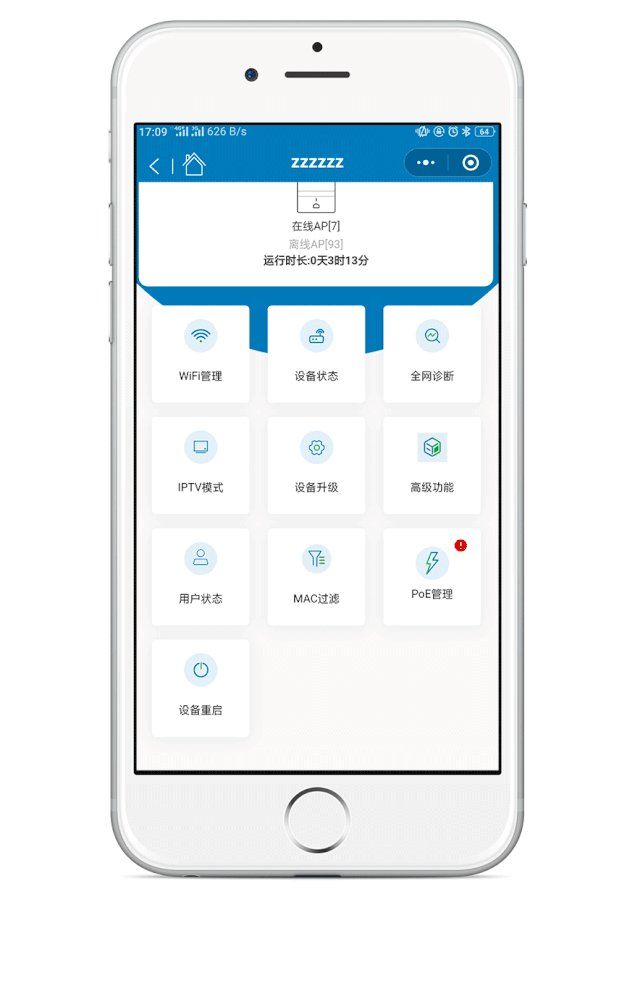 17:09 4G 3G 626 B/s 64
zzzzzz
在线AP[7]
离线AP[93]
运行时长:0天3时13分
WiFi管理 设备状态 全网诊断
IPTV模式 设备升级 高级功能
用户状态 MAC过滤 PoE管理
设备重启